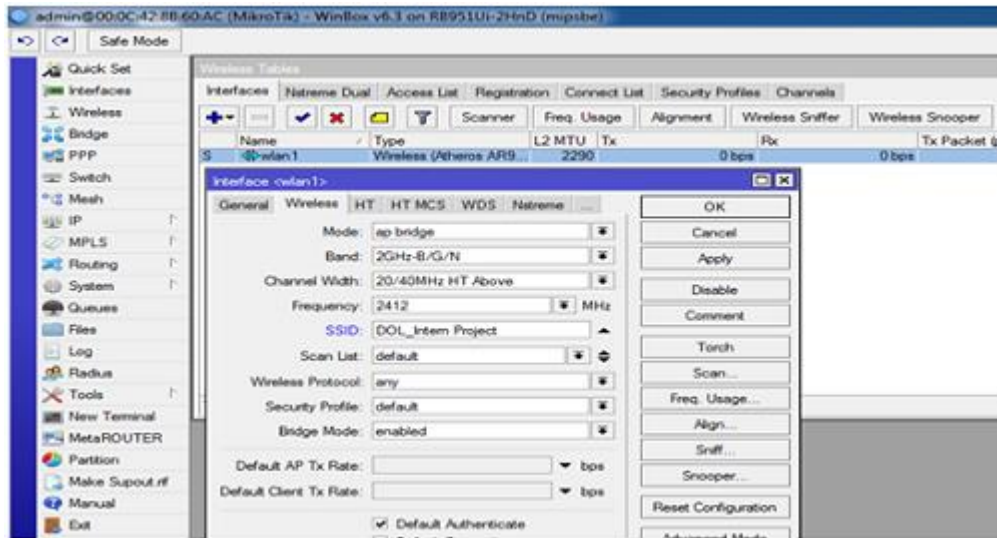 admin@00:0C:42:88:60:AC (MikroTik) - WinBox v6.1 on RB951Ui-2HnD (mipsbe)
Safe Mode
Quick Set
Interfaces
Wireless
Bridge
PPP
Switch
Mesh
IP
MPLS
Routing
System
Queues
Files
Log
Radius
Tools
New Terminal
MetaROUTER
Partition
Make Supout.rif
Manual
Exit
Wireless Tables
Interfaces Nstreme Dual Access List Registration Connect List Security Profiles Channels
Scanner Freq. Usage Alignment Wireless Sniffer Wireless Snooper
Name Type L2 MTU Tx Rx Tx Packet
S wlan1 Wireless (Atheros AR9... 2290 0 bps 0 bps
Interface <wlan1>
General Wireless HT HT MCS WDS Nstreme ...
Mode: ap bridge
Band: 2GHz-B/G/N
Channel Width: 20/40MHz HT Above
Frequency: 2412 MHz
SSID: DOL_Intern Project
Scan List: default
Wireless Protocol: any
Security Profile: default
Bridge Mode: enabled
Default AP Tx Rate: bps
Default Client Tx Rate: bps
Default Authenticate
OK
Cancel
Apply
Disable
Comment
Torch
Scan...
Freq. Usage...
Align...
Sniff...
Snooper...
Reset Configuration
Advanced Mode